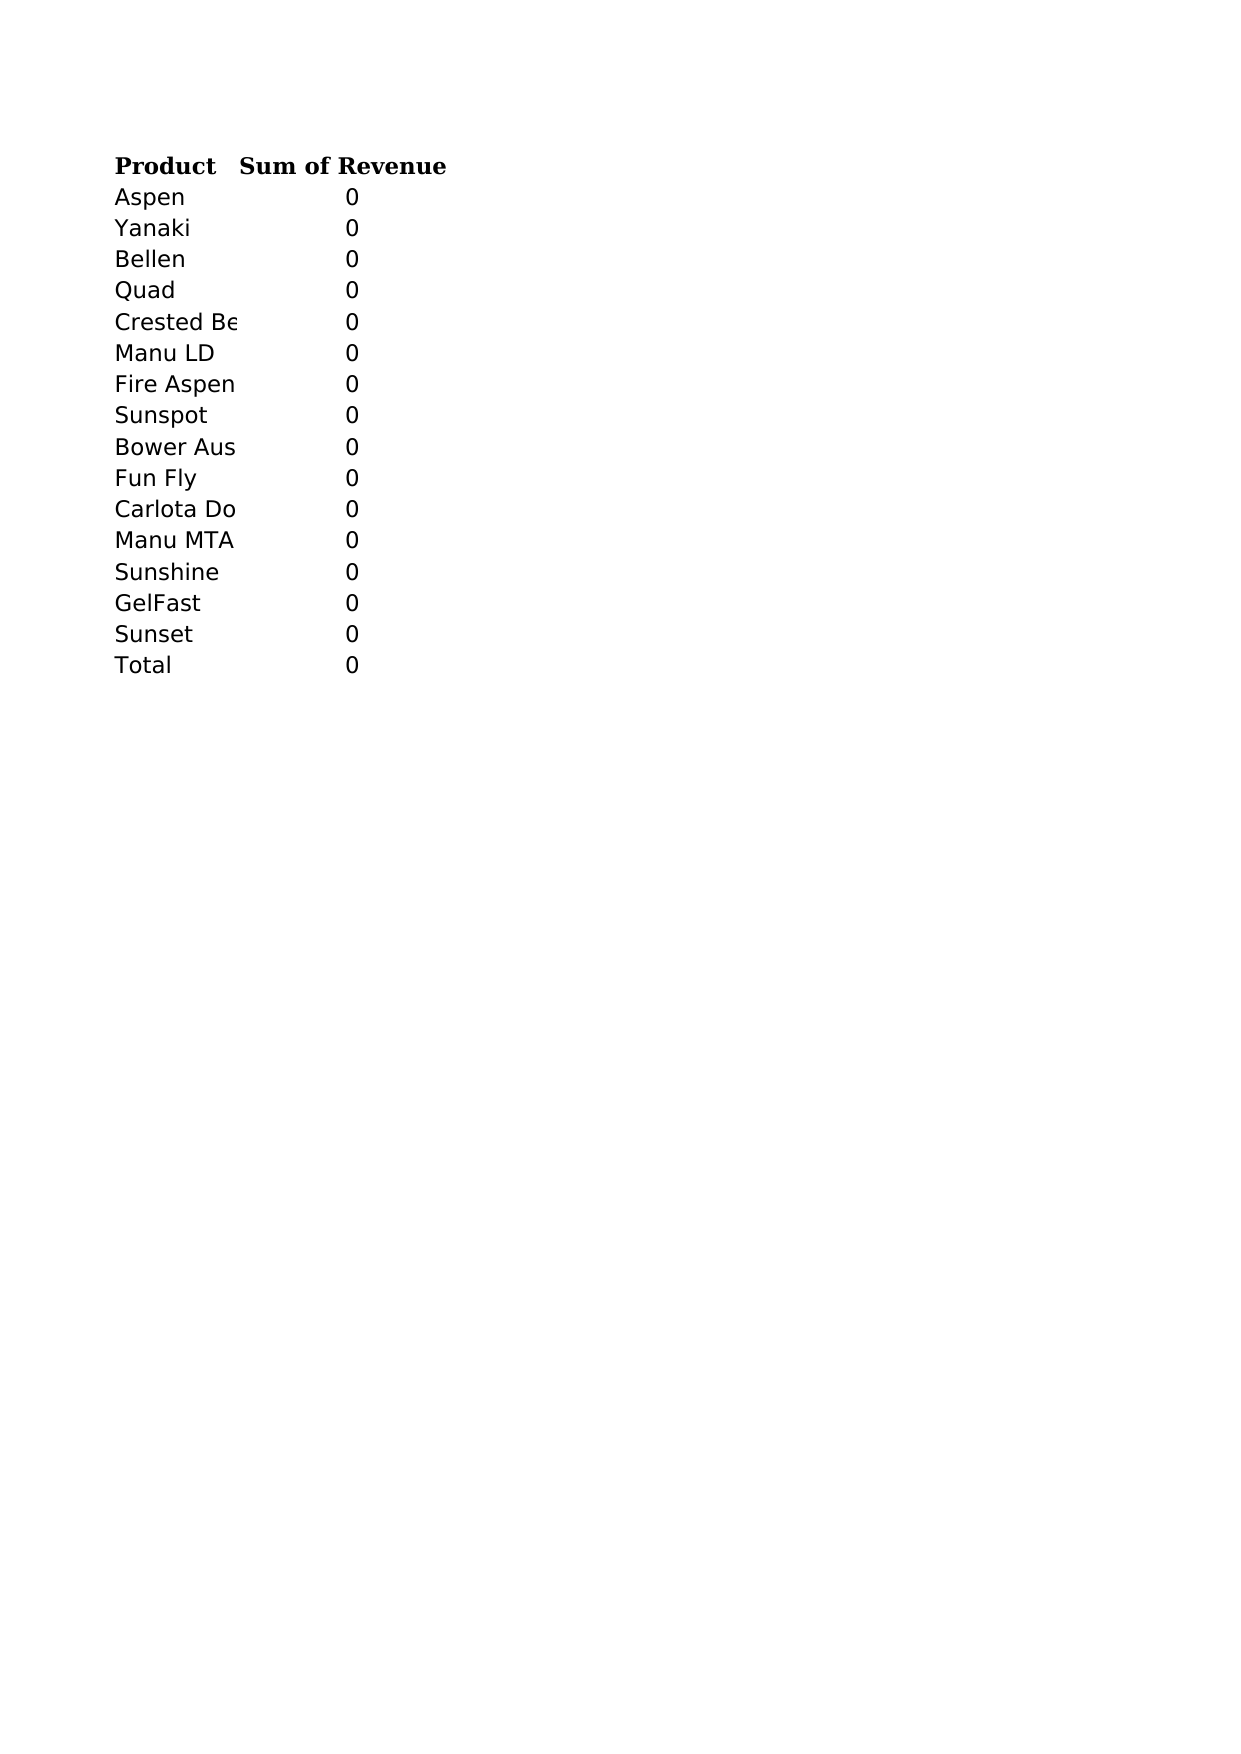 Product Sum of Revenue
Aspen 0
Yanaki 0
Bellen 0
Quad 0
Crested Be 0
Manu LD 0
Fire Aspen 0
Sunspot 0
Bower Aus 0
Fun Fly 0
Carlota Do 0
Manu MTA 0
Sunshine 0
GelFast 0
Sunset 0
Total 0